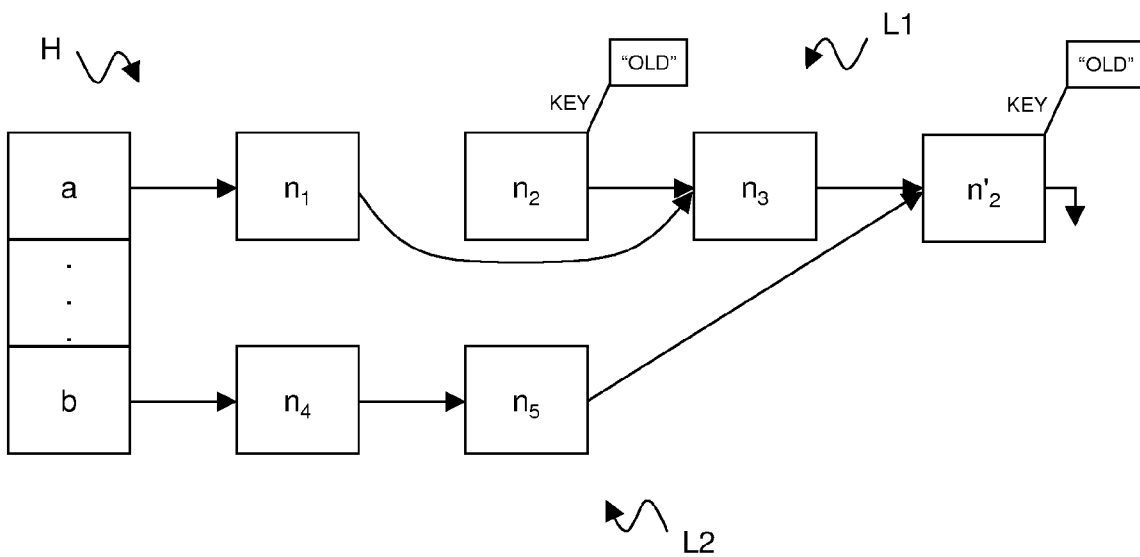 H
L1
"OLD"
"OLD"
KEY
KEY
a
n₁
n₂
n₃
n'₂
.
.
.
b
n₄
n₅
L2